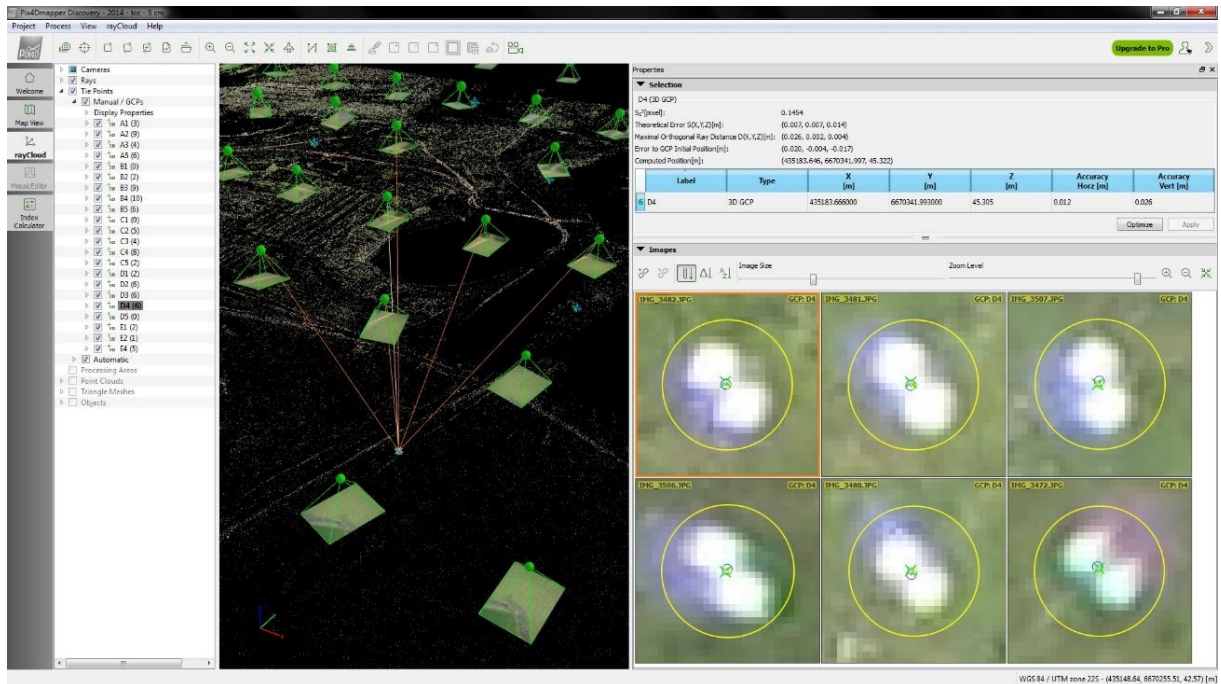 Pix4Dmapper Discovery - 2014 - tcc - 5 cm
Project Process View rayCloud Help
Upgrade to Pro
Welcome
Map View
rayCloud
MosaicEditor
Index Calculator
Cameras
Rays
Tie Points
Manual / GCPs
Display Properties
A1 (3)
A2 (9)
A3 (4)
A5 (6)
B1 (0)
B2 (2)
B3 (9)
B4 (10)
B5 (6)
C1 (0)
C2 (5)
C3 (4)
C4 (8)
C5 (2)
D1 (2)
D2 (6)
D3 (6)
D4 (6)
D5 (0)
E1 (2)
E2 (1)
E4 (5)
Automatic
Processing Areas
Point Clouds
Triangle Meshes
Objects
Properties
Selection
D4 (3D GCP)
S₀²[pixel]: 0.1454
Theoretical Error S(X,Y,Z)[m]: (0.007, 0.007, 0.014)
Maximal Orthogonal Ray Distance D(X,Y,Z)[m]: (0.026, 0.002, 0.004)
Error to GCP Initial Position[m]: (0.020, -0.004, -0.017)
Computed Position[m]: (435183.646, 6670341.997, 45.322)
Label Type X [m] Y [m] Z [m] Accuracy Horz [m] Accuracy Vert [m]
6 D4 3D GCP 435183.666000 6670341.993000 45.305 0.012 0.026
Optimize Apply
Images
Image Size Zoom Level
IMG_3482.JPG GCP: D4 IMG_3481.JPG GCP: D4 IMG_3507.JPG GCP: D4
IMG_3506.JPG GCP: D4 IMG_3480.JPG GCP: D4 IMG_3472.JPG GCP: D4
WGS 84 / UTM zone 22S - (435148.64, 6670255.51, 42.57) [m]